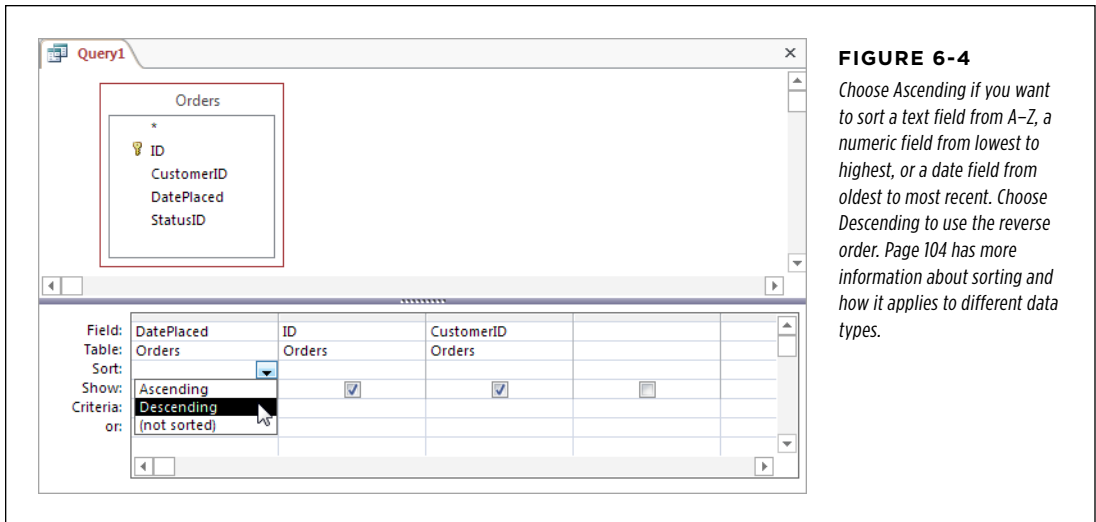 Query1
Orders
*
ID
CustomerID
DatePlaced
StatusID
Field: DatePlaced ID CustomerID
Table: Orders Orders Orders
Sort:
Show: Ascending
Criteria: Descending
or: (not sorted)
FIGURE 6-4
Choose Ascending if you want
to sort a text field from A–Z, a
numeric field from lowest to
highest, or a date field from
oldest to most recent. Choose
Descending to use the reverse
order. Page 104 has more
information about sorting and
how it applies to different data
types.